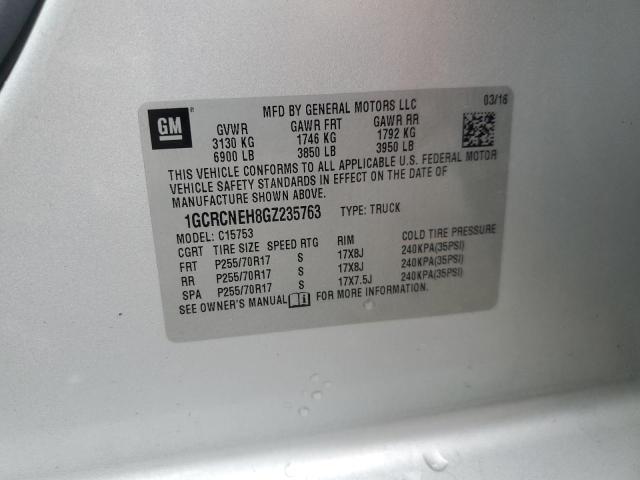 GM
MFD BY GENERAL MOTORS LLC 03/16
GVWR GAWR FRT GAWR RR
3130 KG 1746 KG 1792 KG
6900 LB 3850 LB 3950 LB
THIS VEHICLE CONFORMS TO ALL APPLICABLE U.S. FEDERAL MOTOR
VEHICLE SAFETY STANDARDS IN EFFECT ON THE DATE OF
MANUFACTURE SHOWN ABOVE.
1GCRCNEH8GZ235763 TYPE: TRUCK
MODEL: C15753
CGRT TIRE SIZE SPEED RTG RIM COLD TIRE PRESSURE
FRT P255/70R17 S 17X8J 240KPA(35PSI)
RR P255/70R17 S 17X8J 240KPA(35PSI)
SPA P255/70R17 S 17X7.5J 240KPA(35PSI)
SEE OWNER'S MANUAL FOR MORE INFORMATION.